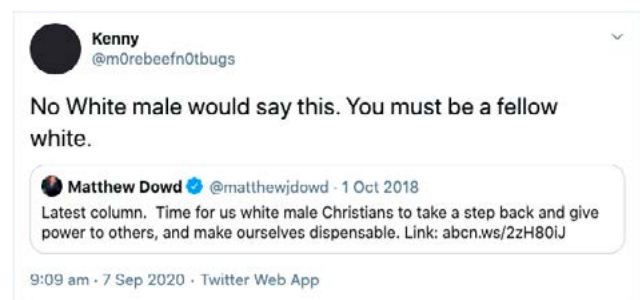 Kenny
@m0rebeefn0tbugs
No White male would say this. You must be a fellow
white.
Matthew Dowd @matthewjdowd · 1 Oct 2018
Latest column. Time for us white male Christians to take a step back and give
power to others, and make ourselves dispensable. Link: abcn.ws/2zH80iJ
9:09 am · 7 Sep 2020 · Twitter Web App